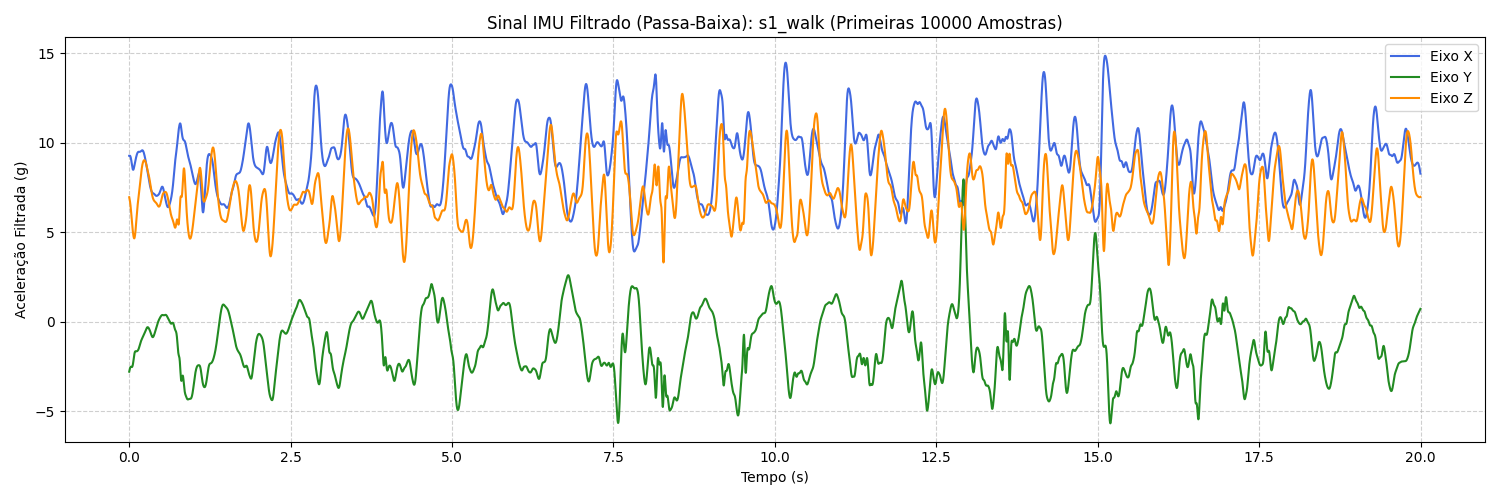 Sinal IMU Filtrado (Passa-Baixa): s1_walk (Primeiras 10000 Amostras)
Eixo X
Eixo Y
Eixo Z
Aceleração Filtrada (g)
15
10
5
0
−5
0.0 2.5 5.0 7.5 10.0 12.5 15.0 17.5 20.0
Tempo (s)